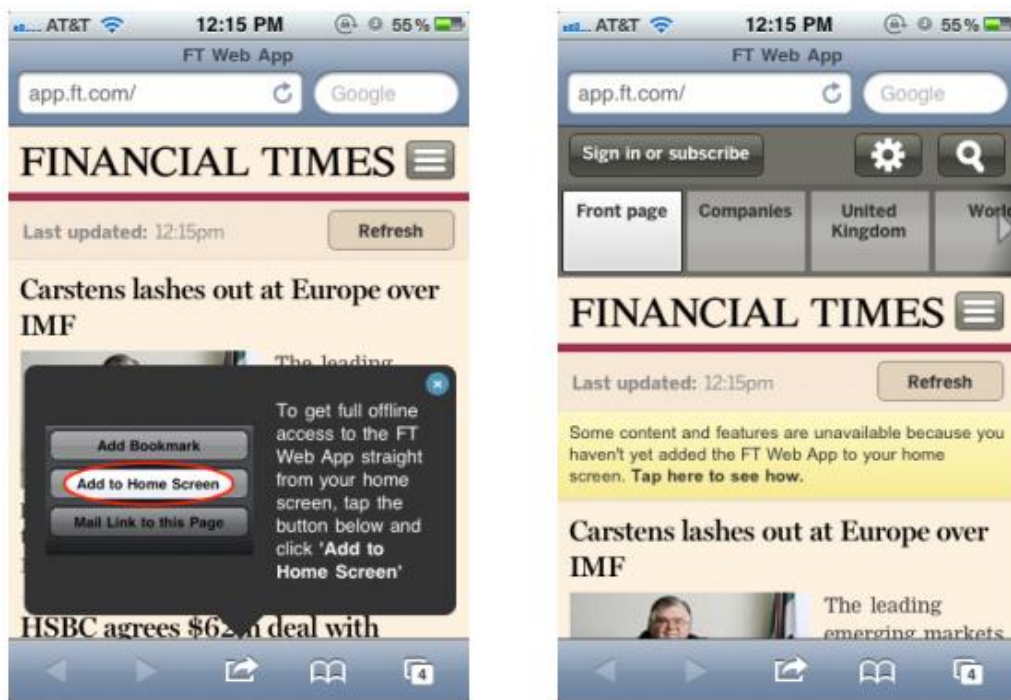 AT&T 12:15 PM 55%
FT Web App
app.ft.com/ Google
FINANCIAL TIMES
Last updated: 12:15pm Refresh
Carstens lashes out at Europe over
IMF
The leading
Add Bookmark
Add to Home Screen
Mail Link to this Page
To get full offline
access to the FT
Web App straight
from your home
screen, tap the
button below and
click 'Add to
Home Screen'
HSBC agrees deal with
4
AT&T 12:15 PM 55%
FT Web App
app.ft.com/ Google
Sign in or subscribe
Front page Companies United
Kingdom
FINANCIAL TIMES
Last updated: 12:15pm Refresh
Some content and features are unavailable because you
haven't yet added the FT Web App to your home
screen. Tap here to see how.
Carstens lashes out at Europe over
IMF
The leading
emerging markets
4